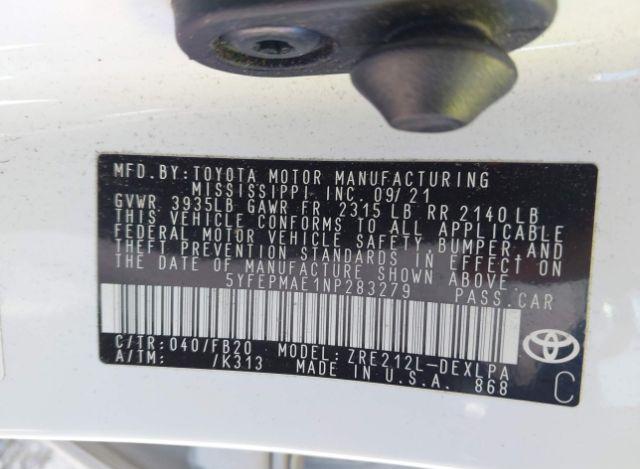 MFD.BY:TOYOTA MOTOR MANUFACTURING
MISSISSIPPI INC. 09/21
GVWR 3935LB GAWR FR 2315 LB RR 2140 LB
THIS VEHICLE CONFORMS TO ALL APPLICABLE
FEDERAL MOTOR VEHICLE SAFETY BUMPER AND
THEFT PREVENTION STANDARDS IN EFFECT ON
THE DATE OF MANUFACTURE SHOWN ABOVE.
5YFEPMAE1NP283279 PASS.CAR
C/TR: 040/FB20 MODEL: ZRE212L-DEXLPA
A/TM: /K313 MADE IN U.S.A. 868
TOYOTA
C